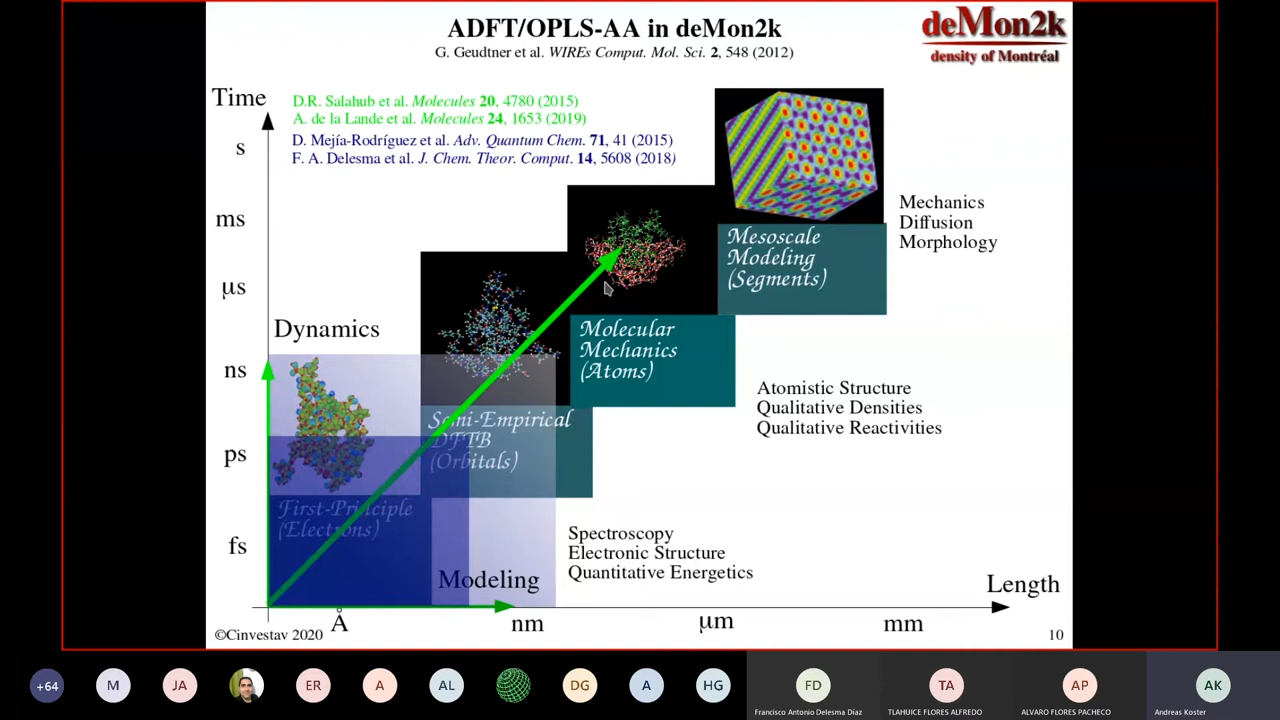 ADFT/OPLS-AA in deMon2k
G. Geudtner et al. WIREs Comput. Mol. Sci. 2, 548 (2012)
deMon2k
density of Montréal
Time
D.R. Salahub et al. Molecules 20, 4780 (2015)
A. de la Lande et al. Molecules 24, 1653 (2019)
D. Mejía-Rodríguez et al. Adv. Quantum Chem. 71, 41 (2015)
F. A. Delesma et al. J. Chem. Theor. Comput. 14, 5608 (2018)
s
ms
μs
ns
ps
fs
Mechanics
Diffusion
Morphology
Mesoscale
Modeling
(Segments)
Dynamics
Molecular
Mechanics
(Atoms)
Atomistic Structure
Qualitative Densities
Qualitative Reactivities
Semi-Empirical
DFTB
(Orbitals)
First-Principle
(Electrons)
Spectroscopy
Electronic Structure
Quantitative Energetics
Modeling
Length
Å
nm
μm
mm
©Cinvestav 2020
10
+64
M
JA
ER
A
AL
DG
A
HG
FD
TA
AP
AK
Francisco Antonio Delesma Diaz
TLAHUICE FLORES ALFREDO
ALVARO FLORES PACHECO
Andreas Koster